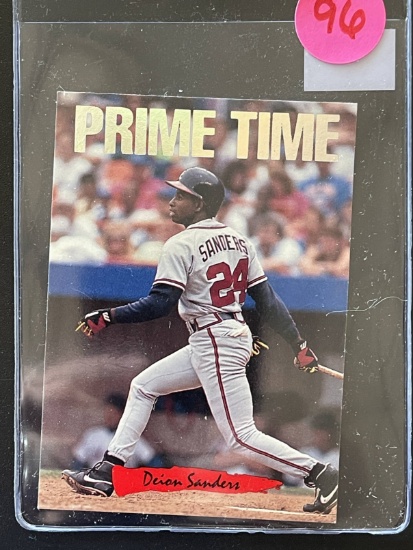 96
PRIME TIME
SANDERS
24
Deion Sanders